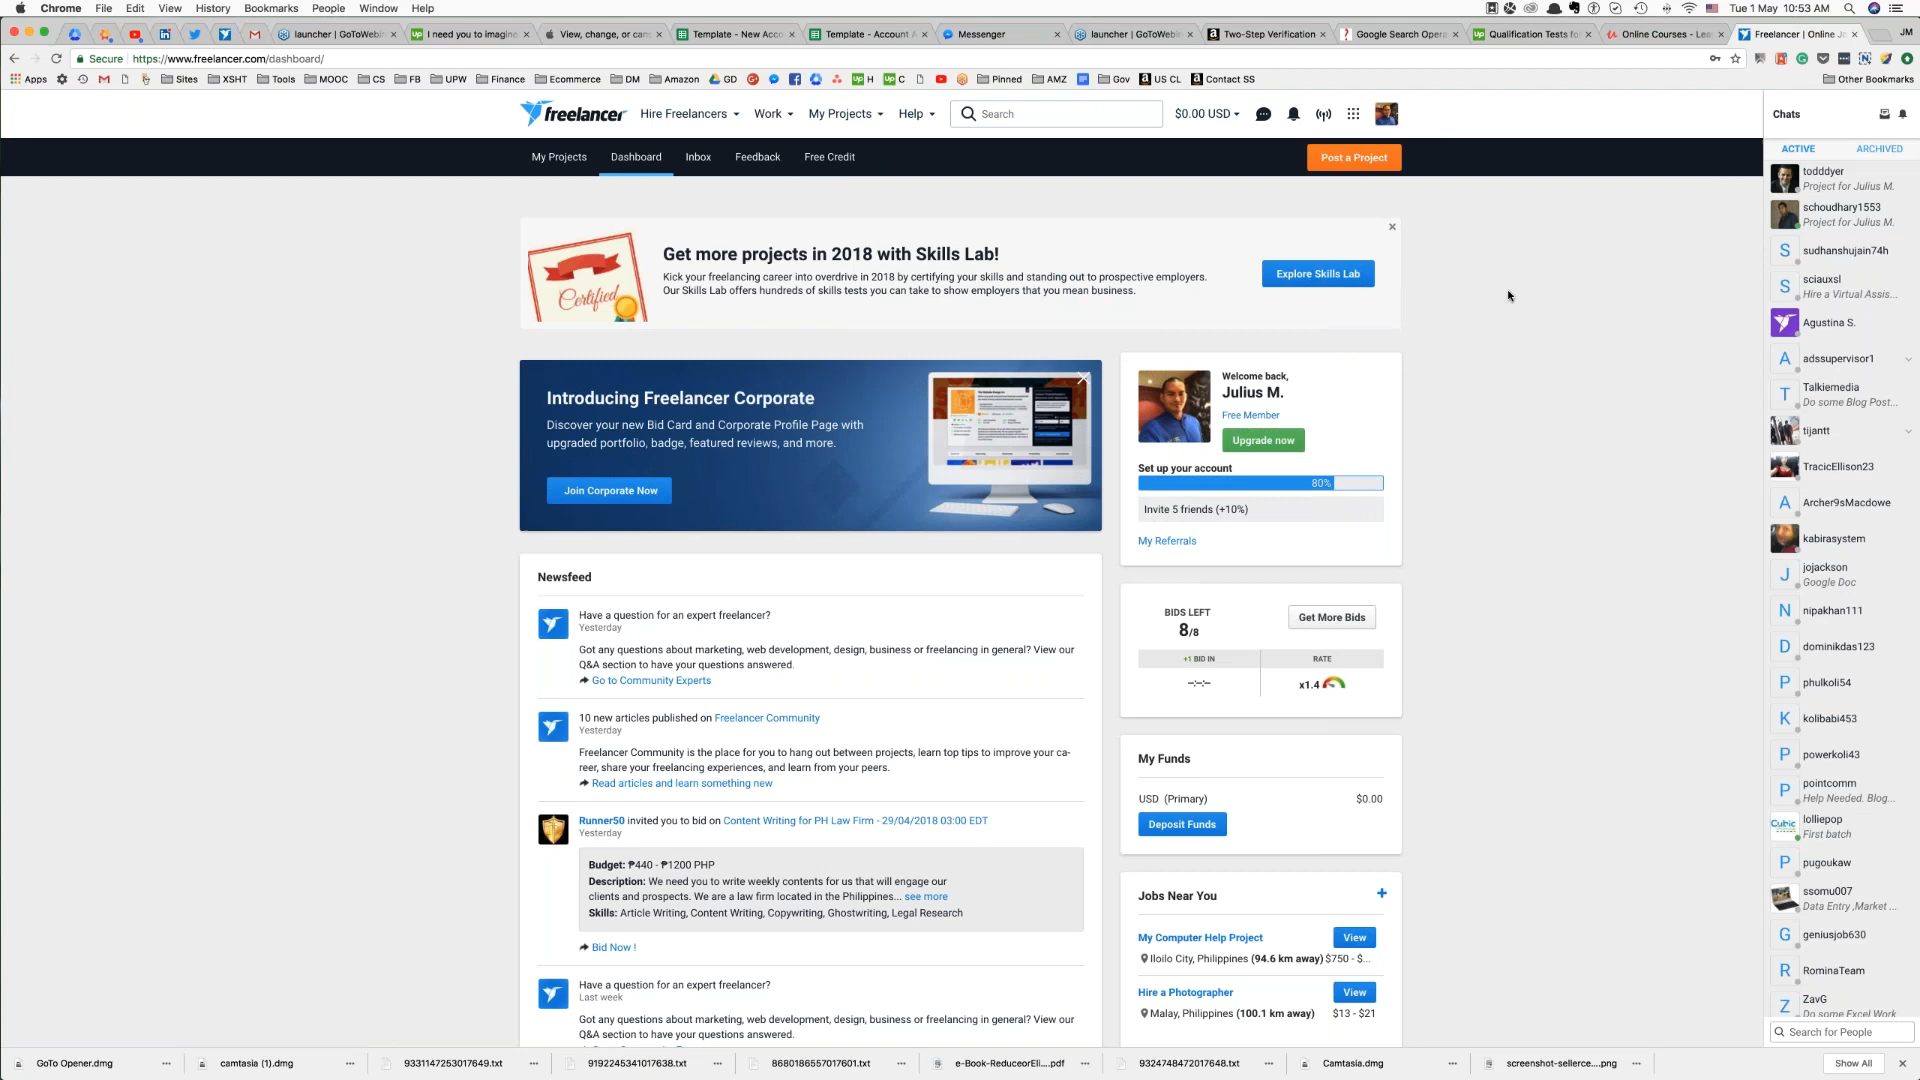 Chrome File Edit View History Bookmarks People Window Help Tue 1 May 10:53 AM
launcher | GoToWebin I need you to imagine View, change, or can Template - New Acco Template - Account A Messenger launcher | GoToWebin Two-Step Verification Google Search Opera Qualification Tests fo Online Courses - Lea Freelancer | Online Jo JM
Secure https://www.freelancer.com/dashboard/
Apps Sites XSHT Tools MOOC CS FB UPW Finance Ecommerce DM Amazon GD H C Pinned AMZ Gov US CL Contact SS Other Bookmarks
freelancer Hire Freelancers Work My Projects Help Search $0.00 USD
My Projects Dashboard Inbox Feedback Free Credit Post a Project
Get more projects in 2018 with Skills Lab!
Kick your freelancing career into overdrive in 2018 by certifying your skills and standing out to prospective employers.
Our Skills Lab offers hundreds of skills tests you can take to show employers that you mean business.
Certified
Explore Skills Lab
Introducing Freelancer Corporate
Discover your new Bid Card and Corporate Profile Page with
upgraded portfolio, badge, featured reviews, and more.
Join Corporate Now
Newsfeed
Have a question for an expert freelancer?
Yesterday
Got any questions about marketing, web development, design, business or freelancing in general? View our
Q&A section to have your questions answered.
Go to Community Experts
10 new articles published on Freelancer Community
Yesterday
Freelancer Community is the place for you to hang out between projects, learn top tips to improve your ca-
reer, share your freelancing experiences, and learn from your peers.
Read articles and learn something new
Runner50 invited you to bid on Content Writing for PH Law Firm - 29/04/2018 03:00 EDT
Yesterday
Budget: ₱440 - ₱1200 PHP
Description: We need you to write weekly contents for us that will engage our
clients and prospects. We are a law firm located in the Philippines... see more
Skills: Article Writing, Content Writing, Copywriting, Ghostwriting, Legal Research
Bid Now !
Have a question for an expert freelancer?
Last week
Got any questions about marketing, web development, design, business or freelancing in general? View our
Q&A section to have your questions answered.
Welcome back,
Julius M.
Free Member
Upgrade now
Set up your account
80%
Invite 5 friends (+10%)
My Referrals
BIDS LEFT
8/8
Get More Bids
+1 BID IN RATE
--:--:-- x1.4
My Funds
USD (Primary) $0.00
Deposit Funds
Jobs Near You +
My Computer Help Project View
Iloilo City, Philippines (94.6 km away) $750 - $...
Hire a Photographer View
Malay, Philippines (100.1 km away) $13 - $21
Chats
ACTIVE ARCHIVED
todddyer
Project for Julius M.
schoudhary1553
Project for Julius M.
S sudhanshujain74h
S sciauxsl
Hire a Virtual Assis...
Agustina S.
A adssupervisor1
T Talkiemedia
Do some Blog Post...
tijantt
TracicEllison23
A Archer9sMacdowe
kabirasystem
J jojackson
Google Doc
N nipakhan111
D dominikdas123
P phulkoli54
K kolibabi453
P powerkoli43
P pointcomm
Help Needed. Blog...
Cubic lolliepop
First batch
P pugoukaw
ssomu007
Data Entry ,Market ...
G geniusjob630
R RominaTeam
Z ZavG
Do some Excel Work
Search for People
GoTo Opener.dmg camtasia (1).dmg 9331147253017649.txt 9192245341017638.txt 8680186557017601.txt e-Book-ReduceorEli....pdf 9324748472017648.txt Camtasia.dmg screenshot-sellerce....png Show All